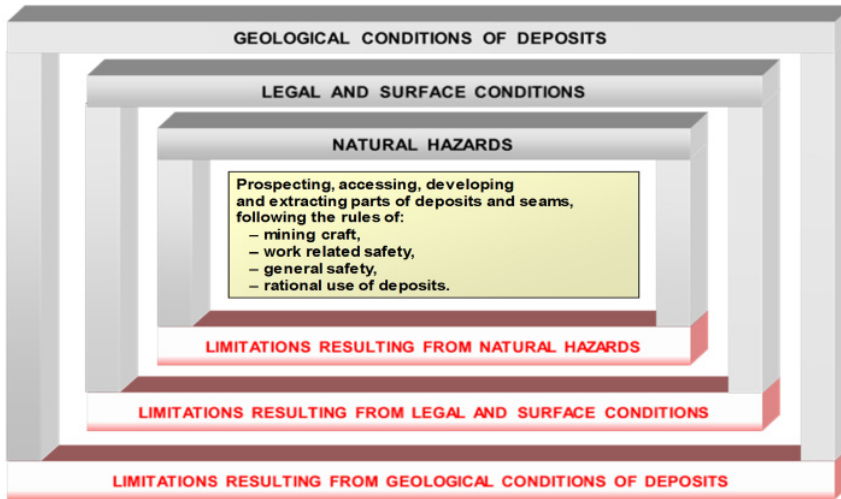 GEOLOGICAL CONDITIONS OF DEPOSITS
LEGAL AND SURFACE CONDITIONS
NATURAL HAZARDS
Prospecting, accessing, developing
and extracting parts of deposits and seams,
following the rules of:
– mining craft,
– work related safety,
– general safety,
– rational use of deposits.
LIMITATIONS RESULTING FROM NATURAL HAZARDS
LIMITATIONS RESULTING FROM LEGAL AND SURFACE CONDITIONS
LIMITATIONS RESULTING FROM GEOLOGICAL CONDITIONS OF DEPOSITS